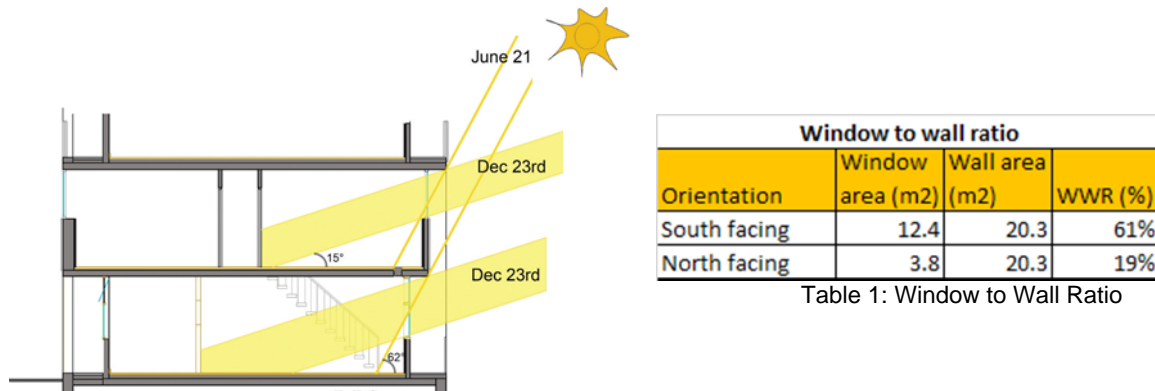 June 21
Dec 23rd
15°
Dec 23rd
62°
Window to wall ratio
Orientation Window area (m2) Wall area (m2) WWR (%)
South facing 12.4 20.3 61%
North facing 3.8 20.3 19%
Table 1: Window to Wall Ratio